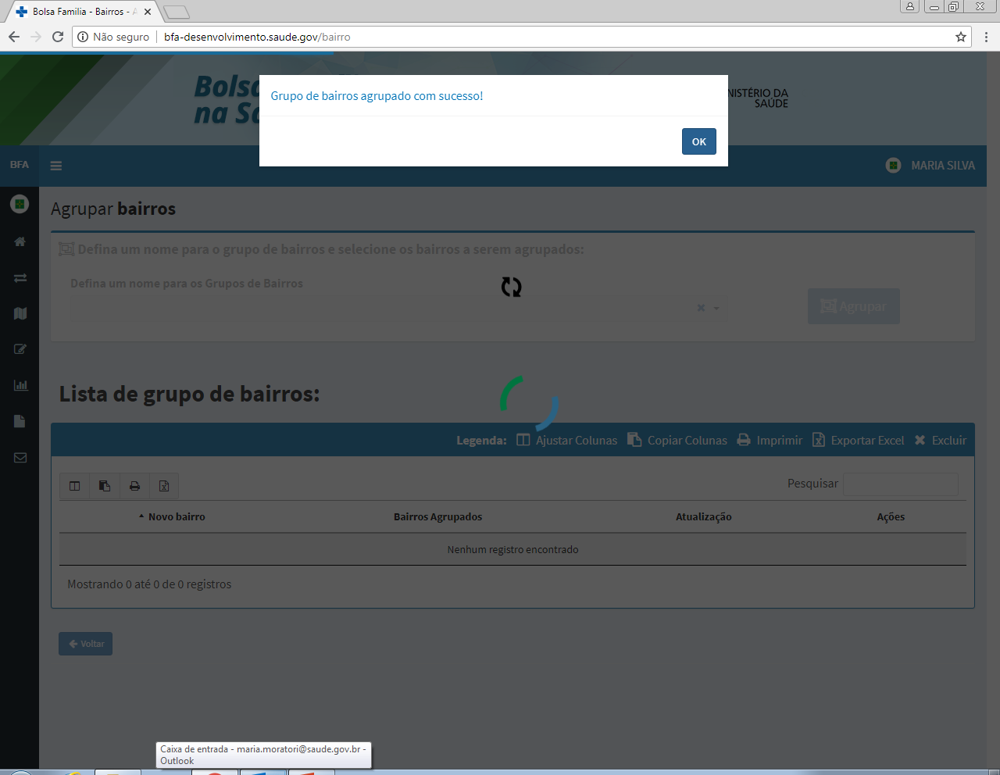 Bolsa Familia - Bairros - A
Não seguro
bfa-desenvolvimento.saude.gov/bairro
Grupo de bairros agrupado com sucesso!
OK
NISTÉRIO DA
SAÚDE
BFA
MARIA SILVA
Agrupar bairros
Defina um nome para o grupo de bairros e selecione os bairros a serem agrupados:
Defina um nome para os Grupos de Bairros
Agrupar
Lista de grupo de bairros:
Legenda: Ajustar Colunas Copiar Colunas Imprimir Exportar Excel Excluir
Pesquisar
Novo bairro Bairros Agrupados Atualização Ações
Nenhum registro encontrado
Mostrando 0 até 0 de 0 registros
Voltar
Caixa de entrada - maria.moratori@saude.gov.br -
Outlook